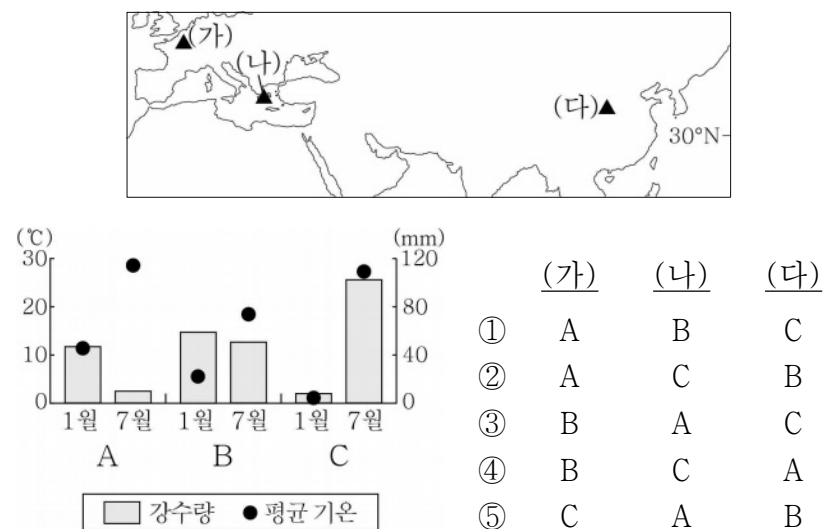 (가)
(나)
(다)
30°N
(℃) (mm)
30 120
20 80
10 40
0 0
1월 7월 1월 7월 1월 7월
A B C
강수량 평균 기온
(가) (나) (다)
① A B C
② A C B
③ B A C
④ B C A
⑤ C A B